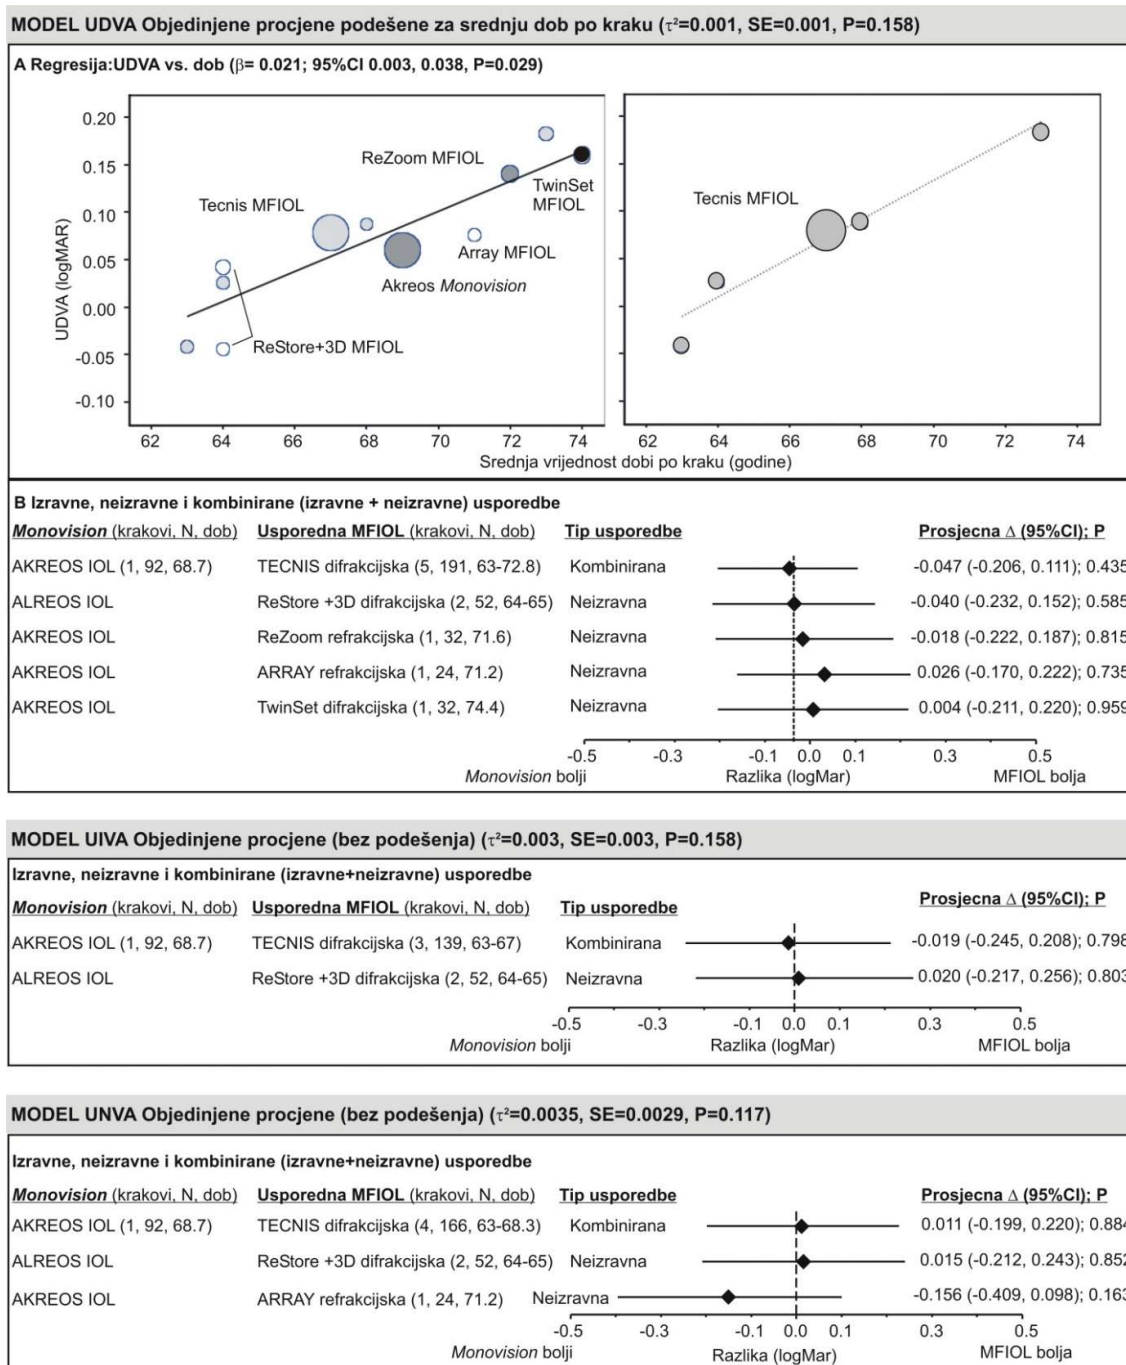 MODEL UDVA Objedinjene procjene podešene za srednju dob po kraku (τ²=0.001, SE=0.001, P=0.158)
A Regresija:UDVA vs. dob (β= 0.021; 95%CI 0.003, 0.038, P=0.029)
UDVA (logMAR)
0.20
0.15
0.10
0.05
0.00
-0.05
-0.10
ReZoom MFIOL
TwinSet
MFIOL
Tecnis MFIOL
Array MFIOL
Akreos Monovision
ReStore+3D MFIOL
62 64 66 68 70 72 74
Tecnis MFIOL
62 64 66 68 70 72 74
Srednja vrijednost dobi po kraku (godine)
B Izravne, neizravne i kombinirane (izravne + neizravne) usporedbe
Monovision (krakovi, N, dob) Usporedna MFIOL (krakovi, N, dob) Tip usporedbe Prosjecna Δ (95%CI); P
AKREOS IOL (1, 92, 68.7) TECNIS difrakcijska (5, 191, 63-72.8) Kombinirana -0.047 (-0.206, 0.111); 0.435
ALREOS IOL ReStore +3D difrakcijska (2, 52, 64-65) Neizravna -0.040 (-0.232, 0.152); 0.585
AKREOS IOL ReZoom refrakcijska (1, 32, 71.6) Neizravna -0.018 (-0.222, 0.187); 0.815
AKREOS IOL ARRAY refrakcijska (1, 24, 71.2) Neizravna 0.026 (-0.170, 0.222); 0.735
AKREOS IOL TwinSet difrakcijska (1, 32, 74.4) Neizravna 0.004 (-0.211, 0.220); 0.959
-0.5 -0.1 0.0 0.1 0.5
Monovision bolji Razlika (logMar) MFIOL bolja
MODEL UIVA Objedinjene procjene (bez podešenja) (τ²=0.003, SE=0.003, P=0.158)
Izravne, neizravne i kombinirane (izravne+neizravne) usporedbe
Monovision (krakovi, N, dob) Usporedna MFIOL (krakovi, N, dob) Tip usporedbe Prosjecna Δ (95%CI); P
AKREOS IOL (1, 92, 68.7) TECNIS difrakcijska (3, 139, 63-67) Kombinirana -0.019 (-0.245, 0.208); 0.798
ALREOS IOL ReStore +3D difrakcijska (2, 52, 64-65) Neizravna 0.020 (-0.217, 0.256); 0.803
-0.5 -0.3 -0.1 0.0 0.1 0.3 0.5
Monovision bolji Razlika (logMar) MFIOL bolja
MODEL UNVA Objedinjene procjene (bez podešenja) (τ²=0.0035, SE=0.0029, P=0.117)
Izravne, neizravne i kombinirane (izravne+neizravne) usporedbe
Monovision (krakovi, N, dob) Usporedna MFIOL (krakovi, N, dob) Tip usporedbe Prosjecna Δ (95%CI); P
AKREOS IOL (1, 92, 68.7) TECNIS difrakcijska (4, 166, 63-68.3) Kombinirana 0.011 (-0.199, 0.220); 0.884
ALREOS IOL ReStore +3D difrakcijska (2, 52, 64-65) Neizravna 0.015 (-0.212, 0.243); 0.852
AKREOS IOL ARRAY refrakcijska (1, 24, 71.2) Neizravna -0.156 (-0.409, 0.098); 0.163
-0.5 -0.3 -0.1 0.0 0.1 0.3 0.5
Monovision bolji Razlika (logMar) MFIOL bolja